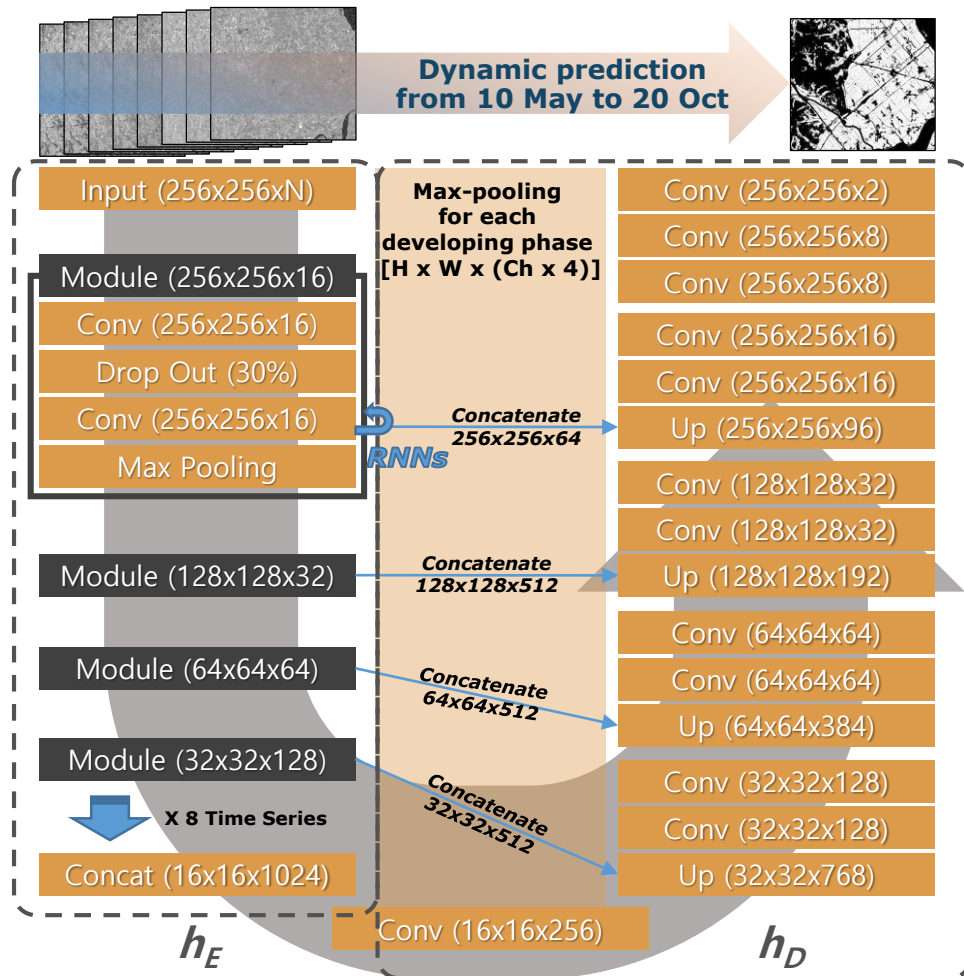 Dynamic prediction
from 10 May to 20 Oct
Input (256x256xN)
Module (256x256x16)
Conv (256x256x16)
Drop Out (30%)
Conv (256x256x16)
Max Pooling
RNNs
Module (128x128x32)
Module (64x64x64)
Module (32x32x128)
X 8 Time Series
Concat (16x16x1024)
h_E
Max-pooling
for each
developing phase
[H x W x (Ch x 4)]
Concatenate
256x256x64
Concatenate
128x128x512
Concatenate
64x64x512
Concatenate
32x32x512
Conv (16x16x256)
Conv (256x256x2)
Conv (256x256x8)
Conv (256x256x8)
Conv (256x256x16)
Conv (256x256x16)
Up (256x256x96)
Conv (128x128x32)
Conv (128x128x32)
Up (128x128x192)
Conv (64x64x64)
Conv (64x64x64)
Up (64x64x384)
Conv (32x32x128)
Conv (32x32x128)
Up (32x32x768)
h_D